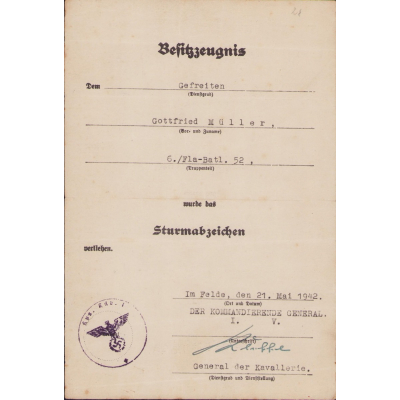 21
Besitzzeugnis
Dem Gefreiten
(Dienstgrad)
Gottfried Müller,
(Vor- und Zuname)
6./Fla-Batl. 52,
(Truppenteil)
wurde das
Sturmabzeichen
verliehen.
Im Felde, den 21. Mai 1942.
(Ort und Datum)
DER KOMMANDIERENDE GENERAL.
I. V.
(Unterschrift)
General der Kavallerie.
(Dienstgrad und Dienststellung)